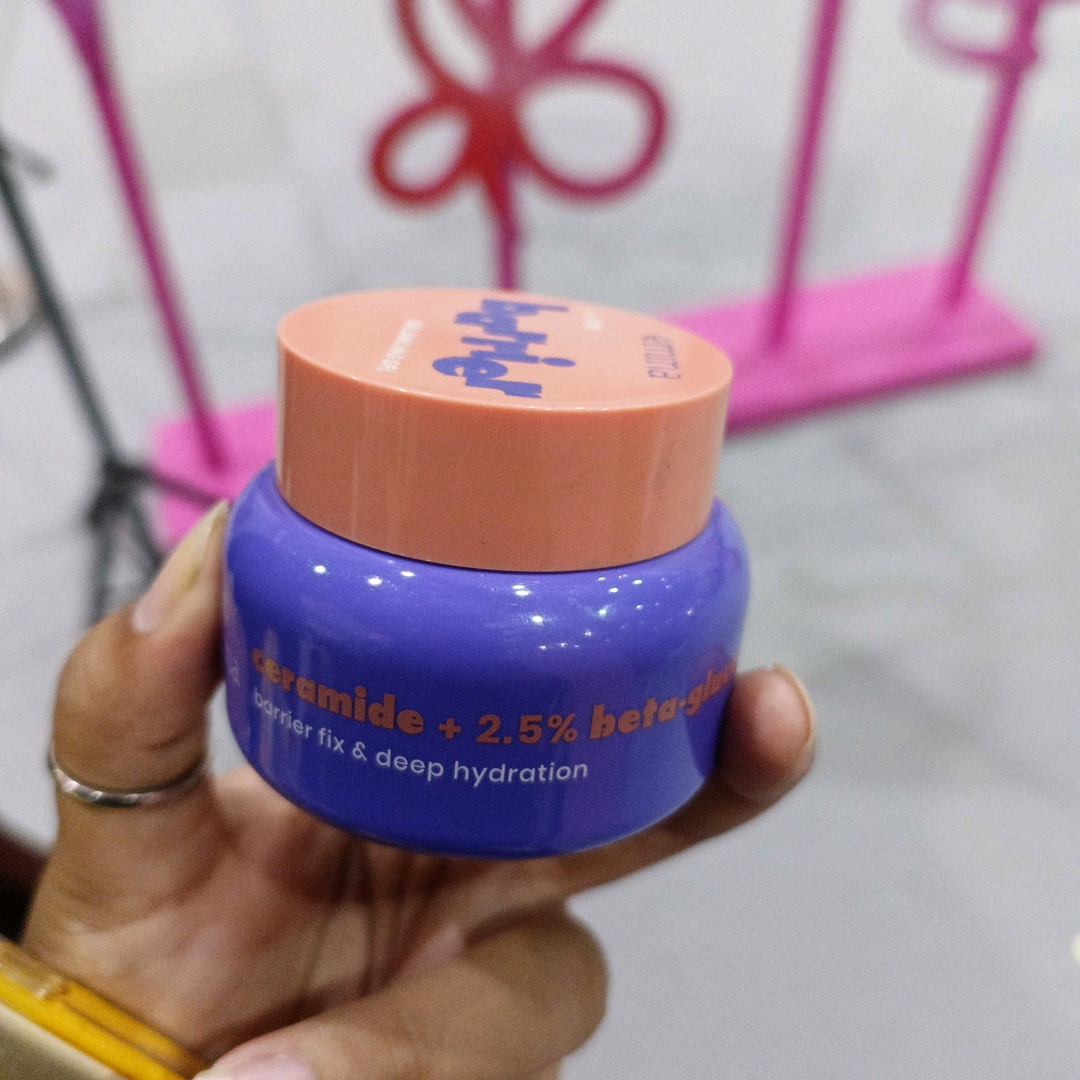 barrier
ceramide + 2.5% beta-gluc
barrier fix & deep hydration